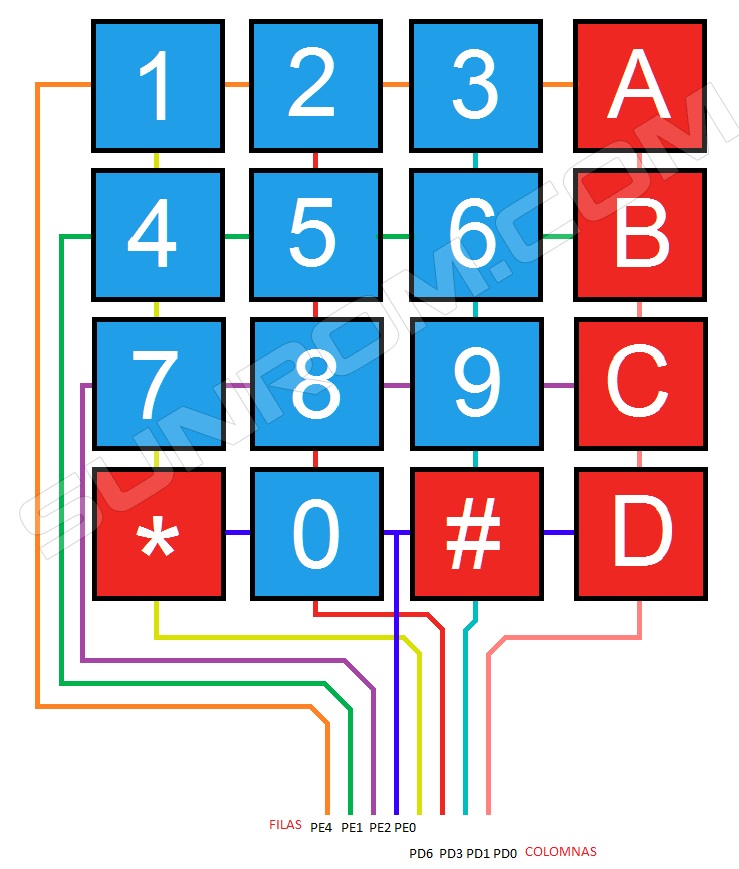 1 2 3 A
4 5 6 B
7 8 9 C
* 0 # D
SUNROM.COM
FILAS PE4 PE1 PE2 PE0
PD6 PD3 PD1 PD0 COLOMNAS